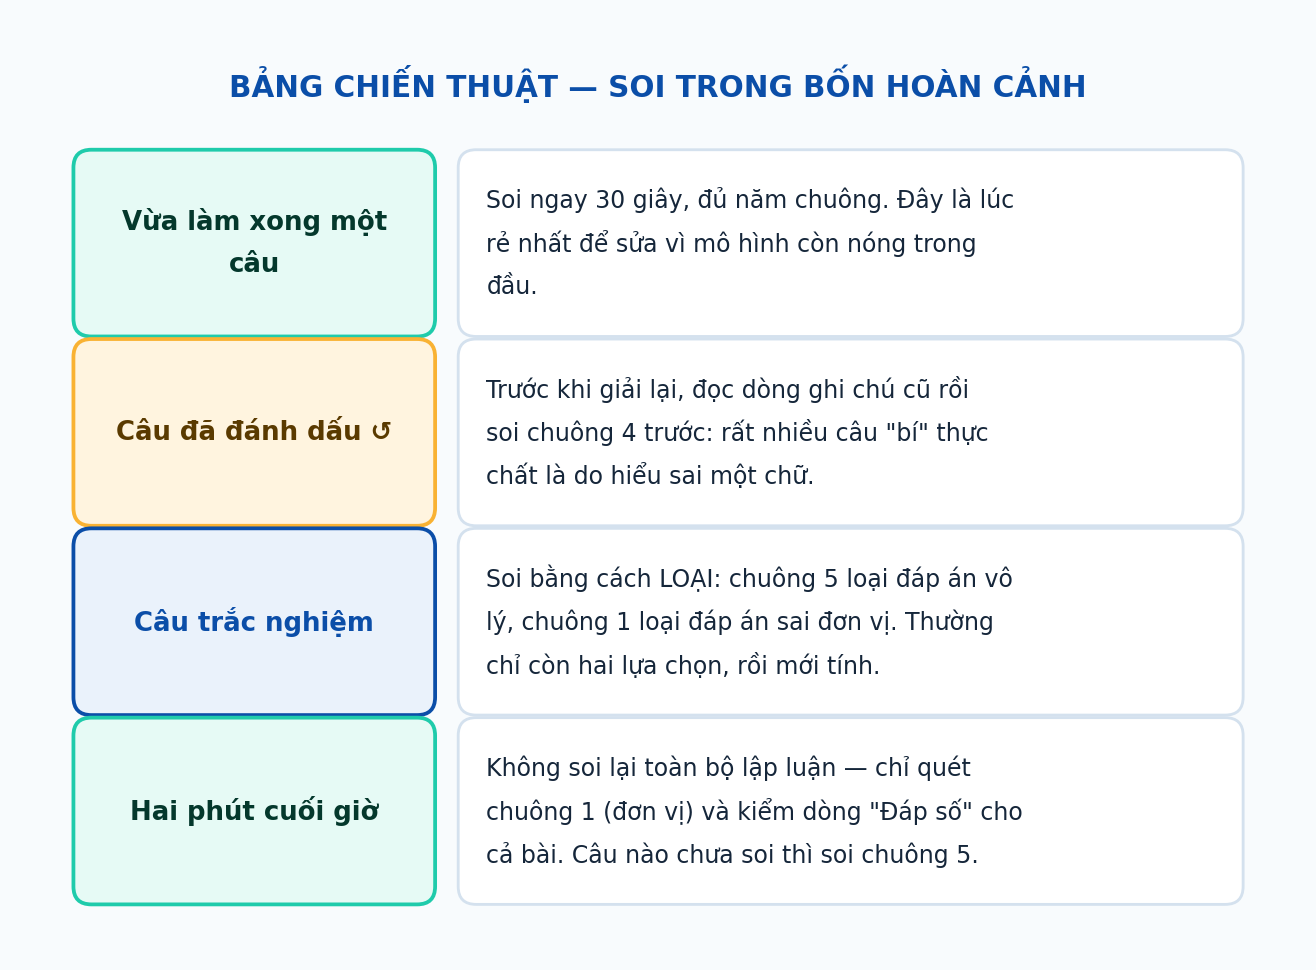 BẢNG CHIẾN THUẬT — SOI TRONG BỐN HOÀN CẢNH
Vừa làm xong một
câu
Soi ngay 30 giây, đủ năm chuông. Đây là lúc
rẻ nhất để sửa vì mô hình còn nóng trong
đầu.
Câu đã đánh dấu ↺
Trước khi giải lại, đọc dòng ghi chú cũ rồi
soi chuông 4 trước: rất nhiều câu "bí" thực
chất là do hiểu sai một chữ.
Câu trắc nghiệm
Soi bằng cách LOẠI: chuông 5 loại đáp án vô
lý, chuông 1 loại đáp án sai đơn vị. Thường
chỉ còn hai lựa chọn, rồi mới tính.
Hai phút cuối giờ
Không soi lại toàn bộ lập luận — chỉ quét
chuông 1 (đơn vị) và kiểm dòng "Đáp số" cho
cả bài. Câu nào chưa soi thì soi chuông 5.